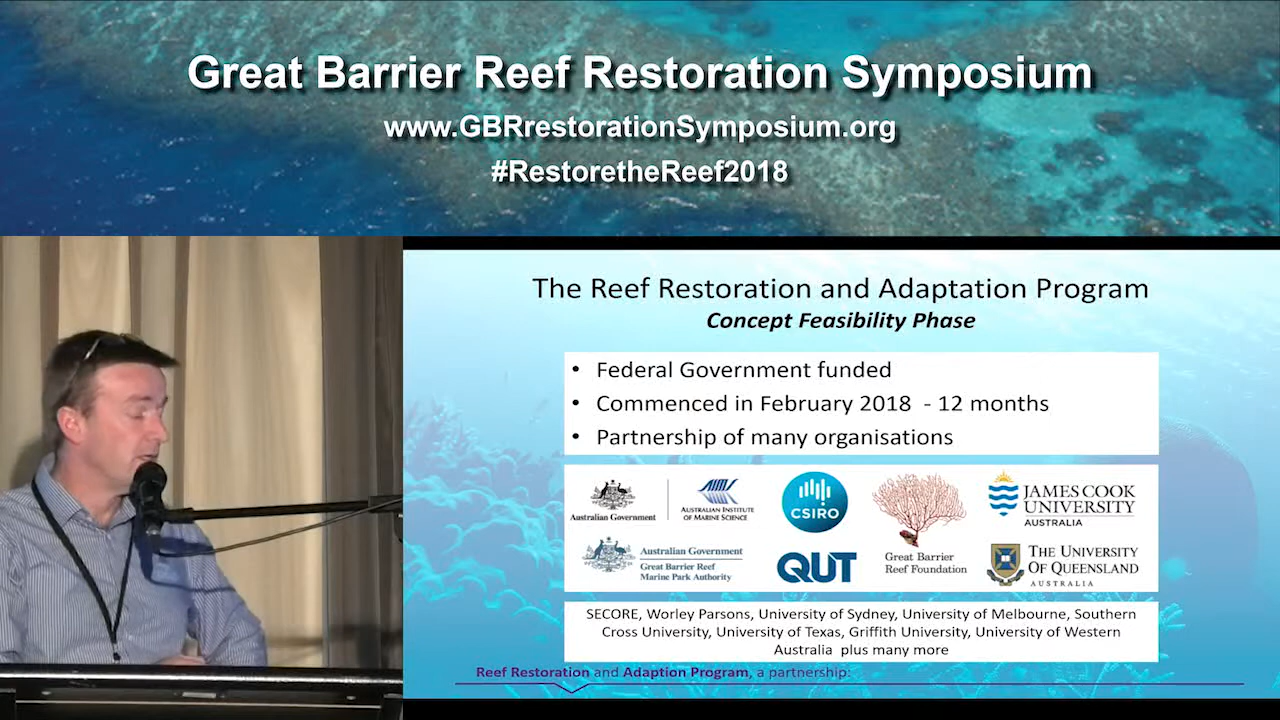 Great Barrier Reef Restoration Symposium
www.GBRrestorationSymposium.org
#RestoretheReef2018
The Reef Restoration and Adaptation Program
Concept Feasibility Phase
• Federal Government funded
• Commenced in February 2018 - 12 months
• Partnership of many organisations
Australian Government
AUSTRALIAN INSTITUTE
OF MARINE SCIENCE
CSIRO
Great Barrier
Reef Foundation
JAMES COOK
UNIVERSITY
AUSTRALIA
Australian Government
Great Barrier Reef
Marine Park Authority
QUT
THE UNIVERSITY
OF QUEENSLAND
AUSTRALIA
SECORE, Worley Parsons, University of Sydney, University of Melbourne, Southern
Cross University, University of Texas, Griffith University, University of Western
Australia plus many more
Reef Restoration and Adaption Program, a partnership: